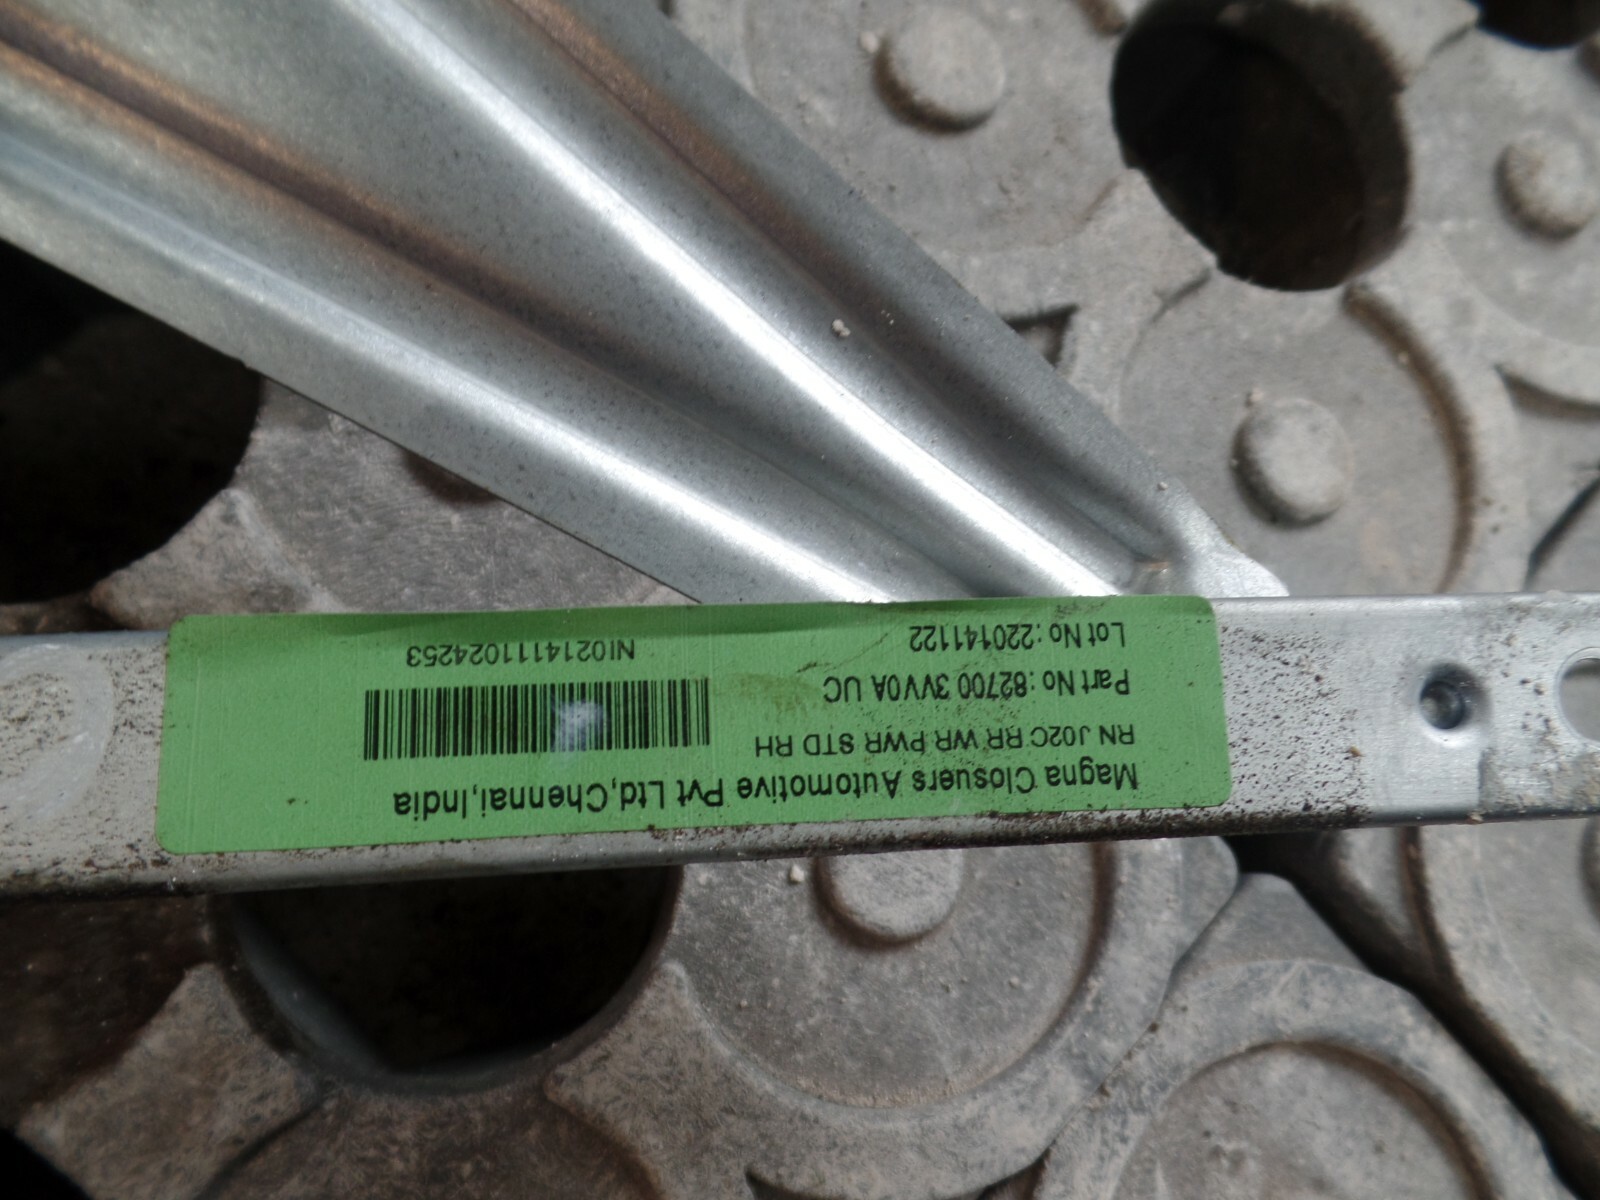 Magna Closuers Automotive Pvt Ltd,Chennai,India
RN J02C RR WR PWR STD RH
Part No: 82700 3VV0A UC
Lot No: 220141122
NI0214111024253